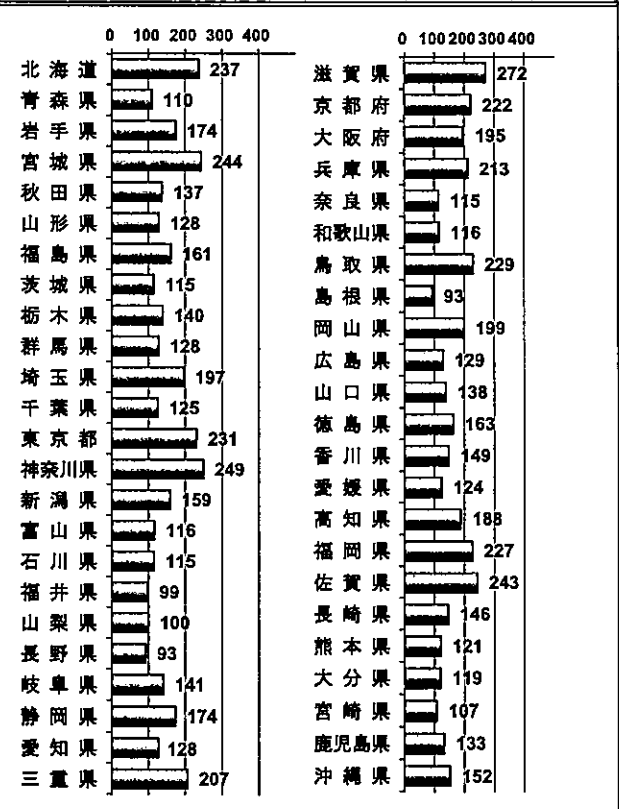 0 100 200 300 400
北海道 237
青森県 110
岩手県 174
宮城県 244
秋田県 137
山形県 128
福島県 161
茨城県 115
栃木県 140
群馬県 128
埼玉県 197
千葉県 125
東京都 231
神奈川県 249
新潟県 159
富山県 116
石川県 115
福井県 99
山梨県 100
長野県 93
岐阜県 141
静岡県 174
愛知県 128
三重県 207
0 100 200 300 400
滋賀県 272
京都府 222
大阪府 195
兵庫県 213
奈良県 115
和歌山県 116
鳥取県 229
島根県 93
岡山県 199
広島県 129
山口県 138
徳島県 163
香川県 149
愛媛県 124
高知県 188
福岡県 227
佐賀県 243
長崎県 146
熊本県 121
大分県 119
宮崎県 107
鹿児島県 133
沖縄県 152